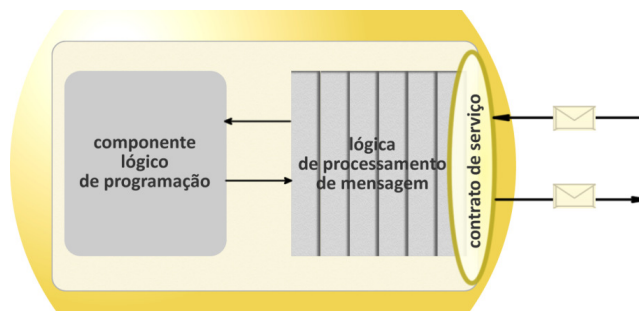 componente
lógico
de programação
lógica
de processamento
de mensagem
contrato de serviço